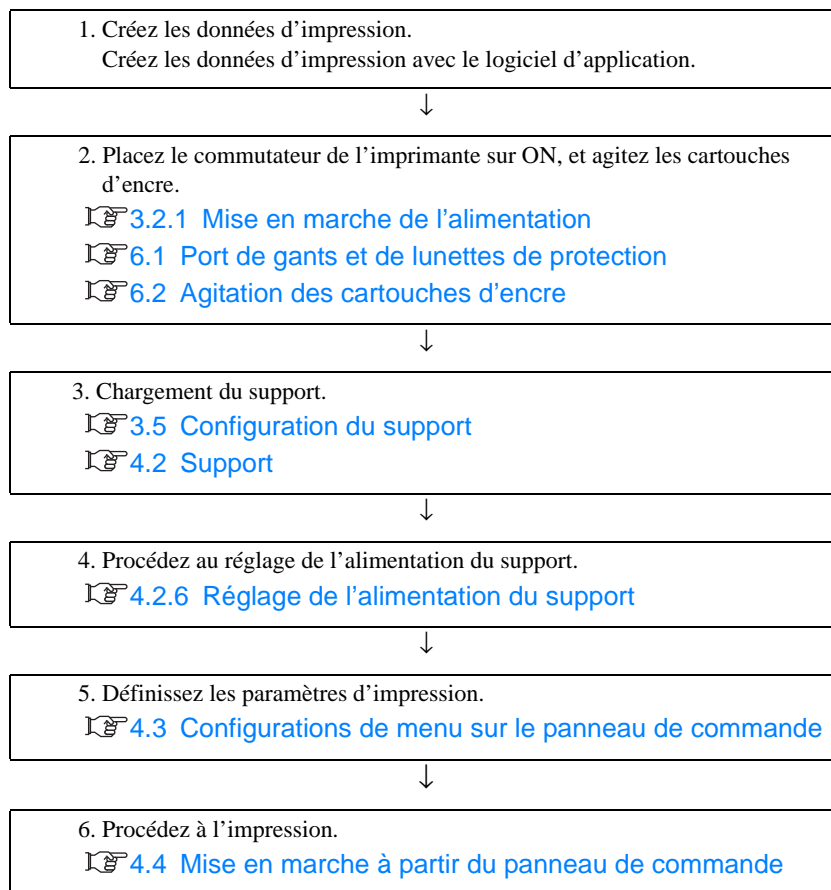 1. Créez les données d’impression.
Créez les données d’impression avec le logiciel d’application.
↓
2. Placez le commutateur de l’imprimante sur ON, et agitez les cartouches
d’encre.
3.2.1 Mise en marche de l’alimentation
6.1 Port de gants et de lunettes de protection
6.2 Agitation des cartouches d’encre
↓
3. Chargement du support.
3.5 Configuration du support
4.2 Support
↓
4. Procédez au réglage de l’alimentation du support.
4.2.6 Réglage de l’alimentation du support
↓
5. Définissez les paramètres d’impression.
4.3 Configurations de menu sur le panneau de commande
↓
6. Procédez à l’impression.
4.4 Mise en marche à partir du panneau de commande